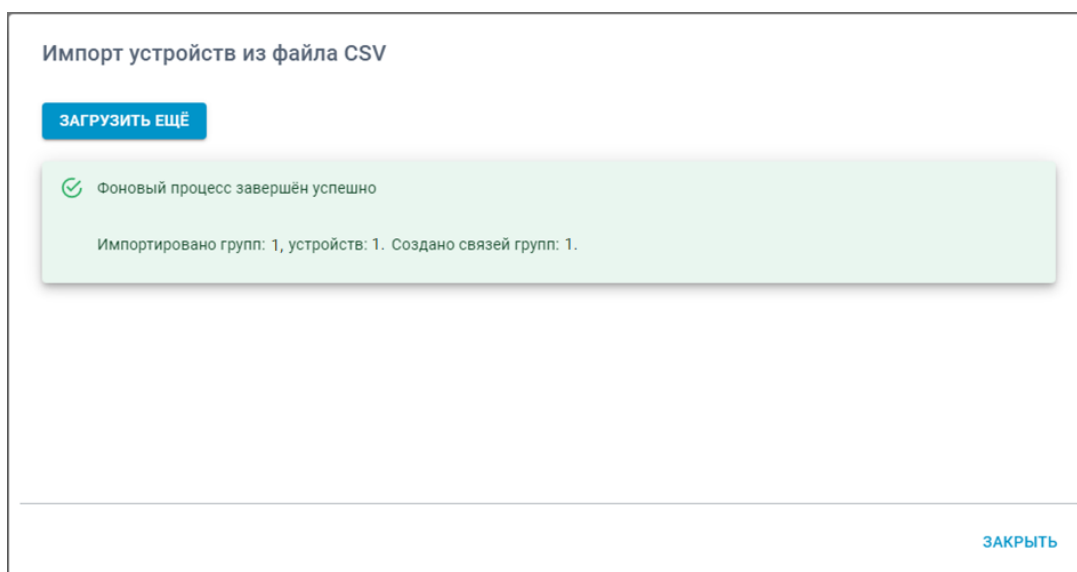 Импорт устройств из файла CSV
ЗАГРУЗИТЬ ЕЩЁ
Фоновый процесс завершён успешно
Импортировано групп: 1, устройств: 1. Создано связей групп: 1.
ЗАКРЫТЬ